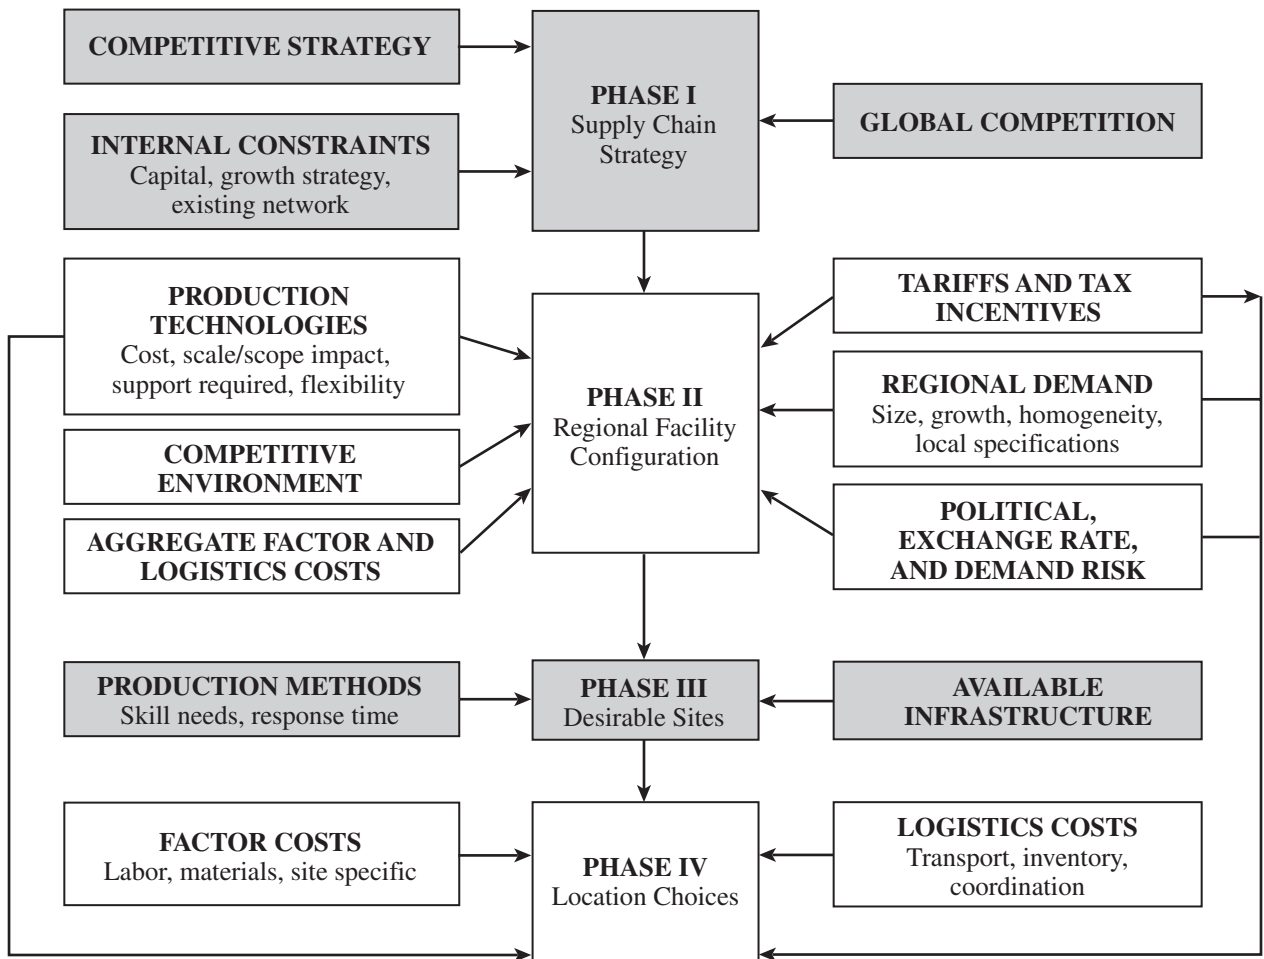 COMPETITIVE STRATEGY
PHASE I
Supply Chain
Strategy
GLOBAL COMPETITION
INTERNAL CONSTRAINTS
Capital, growth strategy,
existing network
PRODUCTION
TECHNOLOGIES
Cost, scale/scope impact,
support required, flexibility
COMPETITIVE
ENVIRONMENT
AGGREGATE FACTOR AND
LOGISTICS COSTS
PHASE II
Regional Facility
Configuration
TARIFFS AND TAX
INCENTIVES
REGIONAL DEMAND
Size, growth, homogeneity,
local specifications
POLITICAL,
EXCHANGE RATE,
AND DEMAND RISK
PRODUCTION METHODS
Skill needs, response time
PHASE III
Desirable Sites
AVAILABLE
INFRASTRUCTURE
FACTOR COSTS
Labor, materials, site specific
PHASE IV
Location Choices
LOGISTICS COSTS
Transport, inventory,
coordination